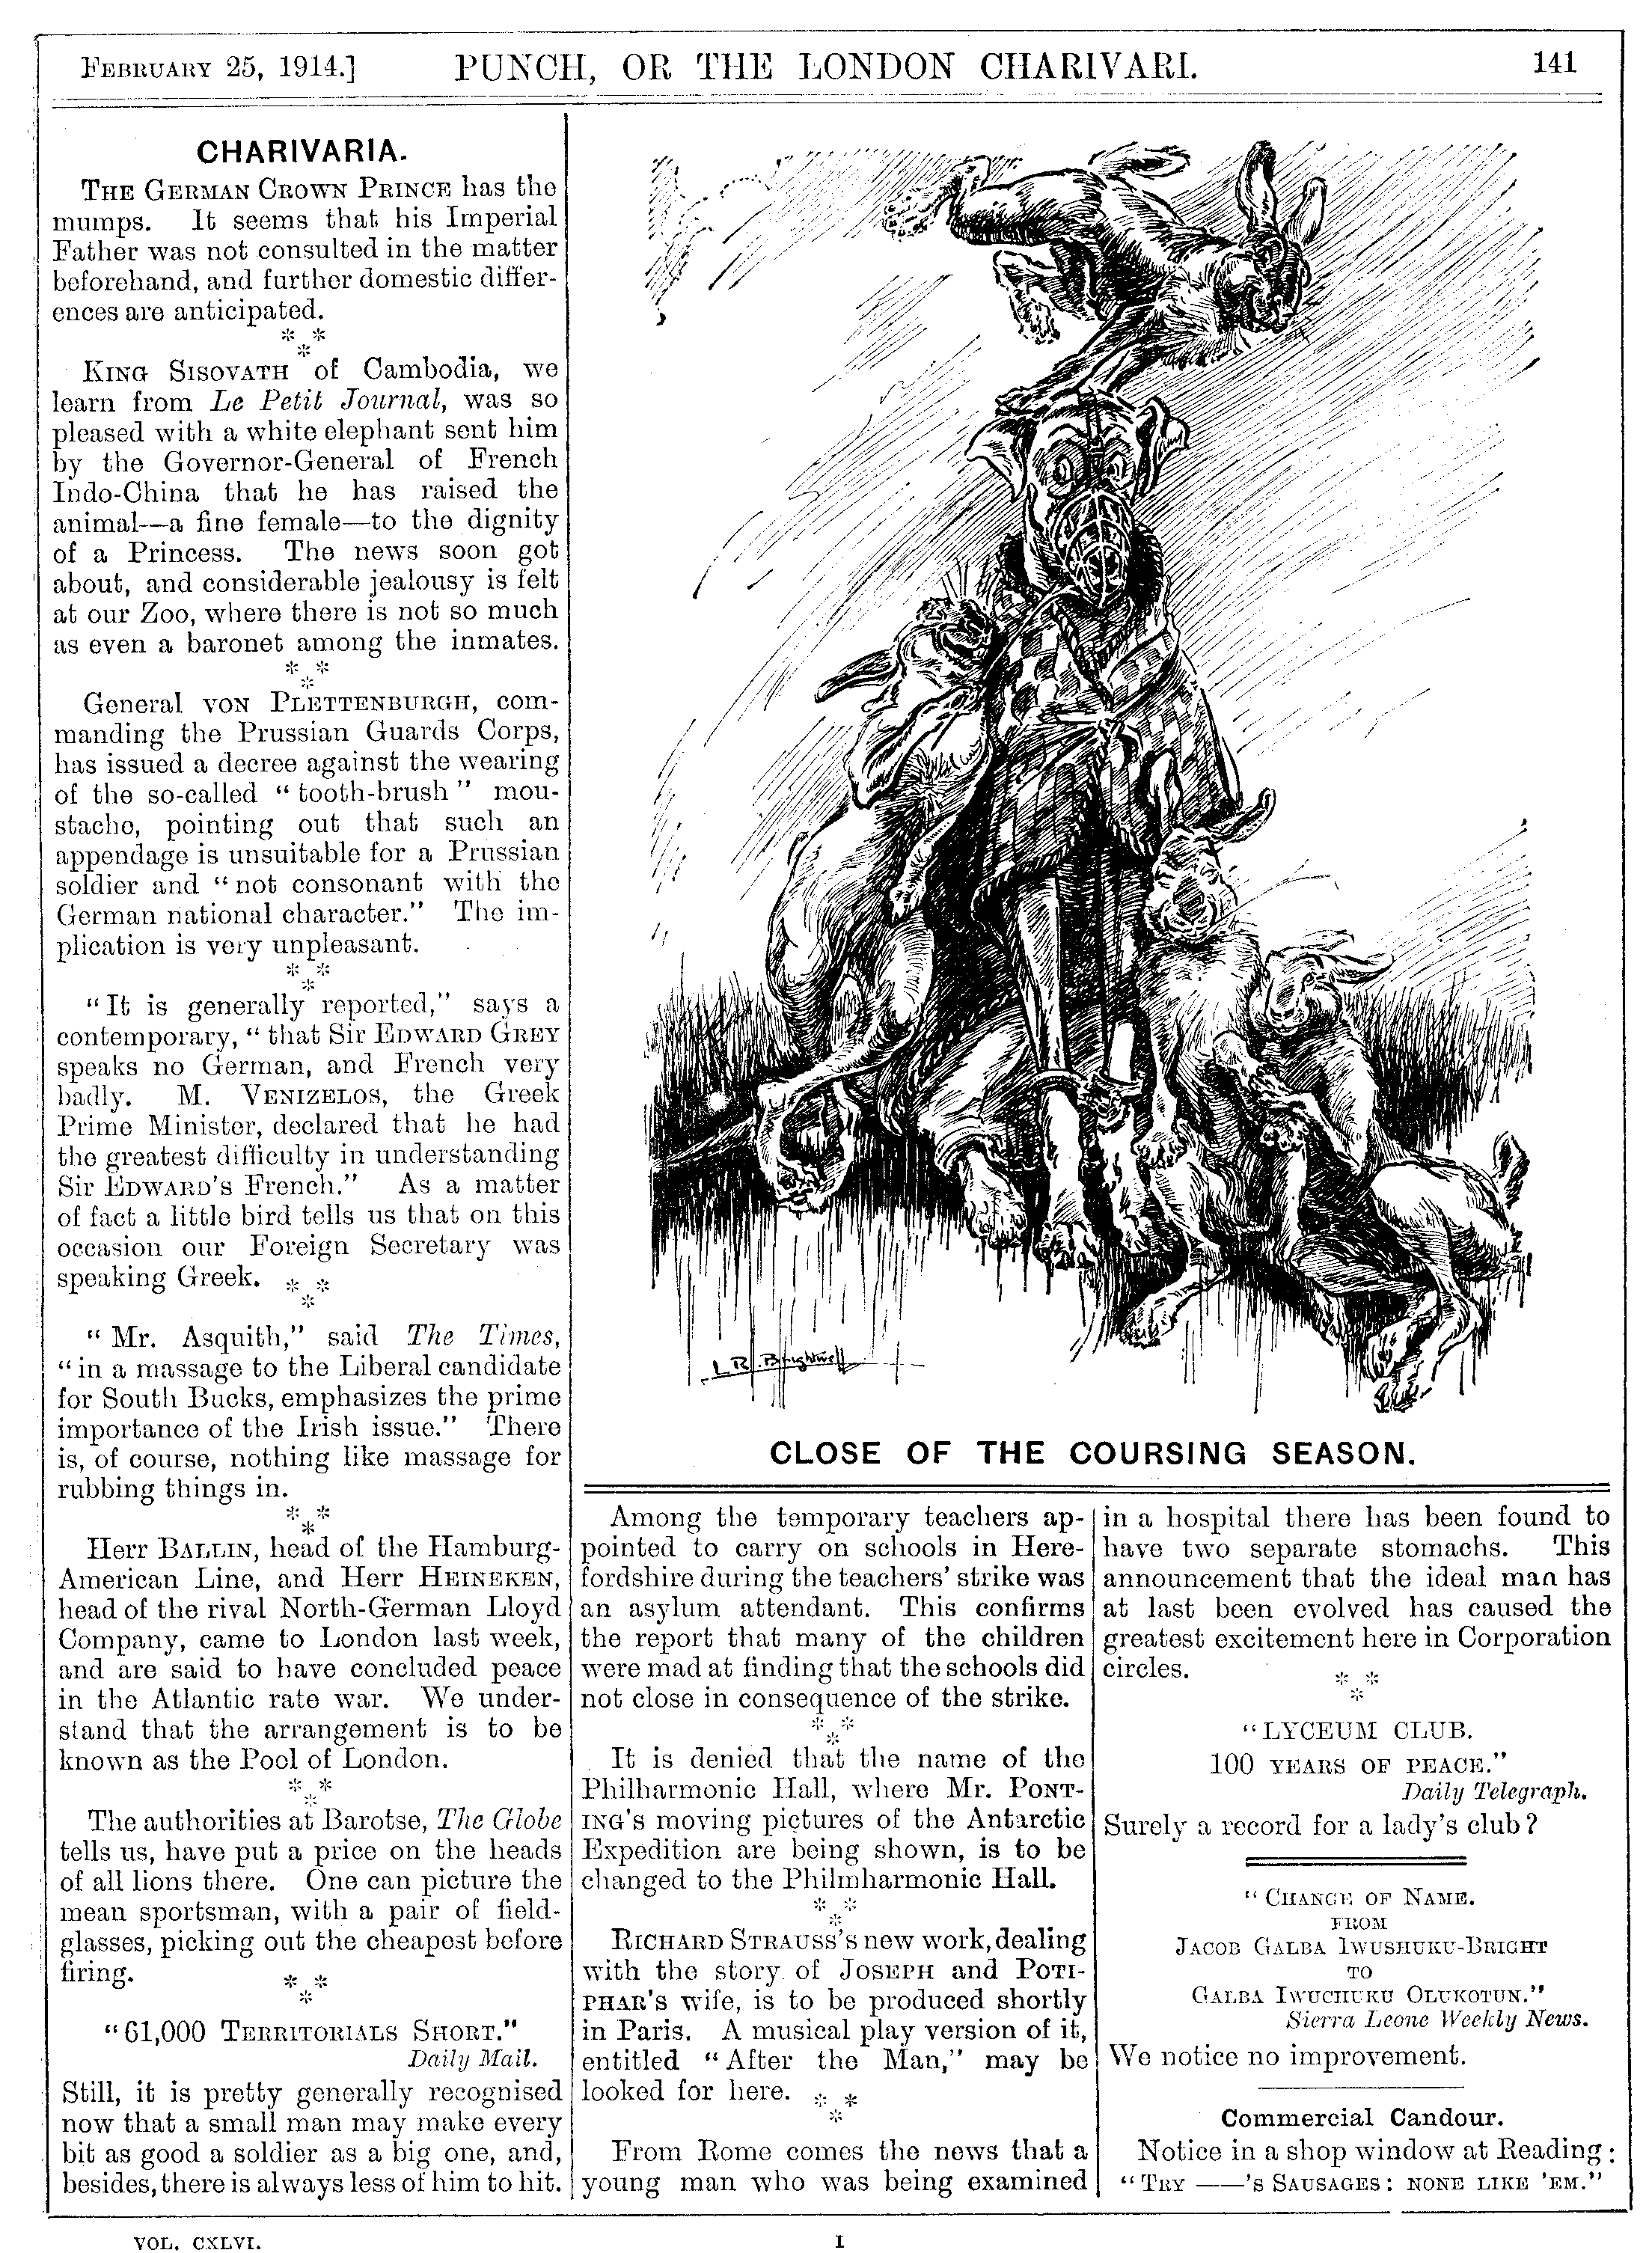 FEBRUARY 25, 1914.]
PUNCH, OR THE LONDON CHARIVARI.
141
CHARIVARIA.
THE GERMAN CROWN PRINCE has the
mumps. It seems that his Imperial
Father was not consulted in the matter
beforehand, and further domestic differ-
ences are anticipated.
* *
*
KING SISOVATH of Cambodia, we
learn from Le Petit Journal, was so
pleased with a white elephant sent him
by the Governor-General of French
Indo-China that he has raised the
animal—a fine female—to the dignity
of a Princess. The news soon got
about, and considerable jealousy is felt
at our Zoo, where there is not so much
as even a baronet among the inmates.
* *
*
General VON PLETTENBURGH, com-
manding the Prussian Guards Corps,
has issued a decree against the wearing
of the so-called "tooth-brush" mou-
stache, pointing out that such an
appendage is unsuitable for a Prussian
soldier and "not consonant with the
German national character." The im-
plication is very unpleasant.
* *
*
"It is generally reported," says a
contemporary, "that Sir EDWARD GREY
speaks no German, and French very
badly. M. VENIZELOS, the Greek
Prime Minister, declared that he had
the greatest difficulty in understanding
Sir EDWARD'S French." As a matter
of fact a little bird tells us that on this
occasion our Foreign Secretary was
speaking Greek.
* *
*
"Mr. Asquith," said The Times,
"in a massage to the Liberal candidate
for South Bucks, emphasizes the prime
importance of the Irish issue." There
is, of course, nothing like massage for
rubbing things in.
* *
*
Herr BALLIN, head of the Hamburg-
American Line, and Herr HEINEKEN,
head of the rival North-German Lloyd
Company, came to London last week,
and are said to have concluded peace
in the Atlantic rate war. We under-
stand that the arrangement is to be
known as the Pool of London.
* *
*
The authorities at Barotse, The Globe
tells us, have put a price on the heads
of all lions there. One can picture the
mean sportsman, with a pair of field-
glasses, picking out the cheapest before
firing.
* *
*
"61,000 TERRITORIALS SHORT."
Daily Mail.
Still, it is pretty generally recognised
now that a small man may make every
bit as good a soldier as a big one, and,
besides, there is always less of him to hit.
L. R. Brightwell
CLOSE OF THE COURSING SEASON.
Among the temporary teachers ap-
pointed to carry on schools in Here-
fordshire during the teachers' strike was
an asylum attendant. This confirms
the report that many of the children
were mad at finding that the schools did
not close in consequence of the strike.
* *
*
It is denied that the name of the
Philharmonic Hall, where Mr. PONT-
ING'S moving pictures of the Antarctic
Expedition are being shown, is to be
changed to the Philmharmonic Hall.
* *
*
RICHARD STRAUSS'S new work, dealing
with the story of JOSEPH and POTI-
PHAR'S wife, is to be produced shortly
in Paris. A musical play version of it,
entitled "After the Man," may be
looked for here.
* *
*
From Rome comes the news that a
young man who was being examined
in a hospital there has been found to
have two separate stomachs. This
announcement that the ideal man has
at last been evolved has caused the
greatest excitement here in Corporation
circles.
* *
*
"LYCEUM CLUB.
100 YEARS OF PEACE."
Daily Telegraph.
Surely a record for a lady's club?
"CHANGE OF NAME.
FROM
JACOB GALBA IWUSHUKU-BRIGHT
TO
GALBA IWUCHUKU OLUKOTUN."
Sierra Leone Weekly News.
We notice no improvement.
Commercial Candour.
Notice in a shop window at Reading:
"TRY ——'S SAUSAGES: NONE LIKE 'EM."
VOL. CXLVI.
I